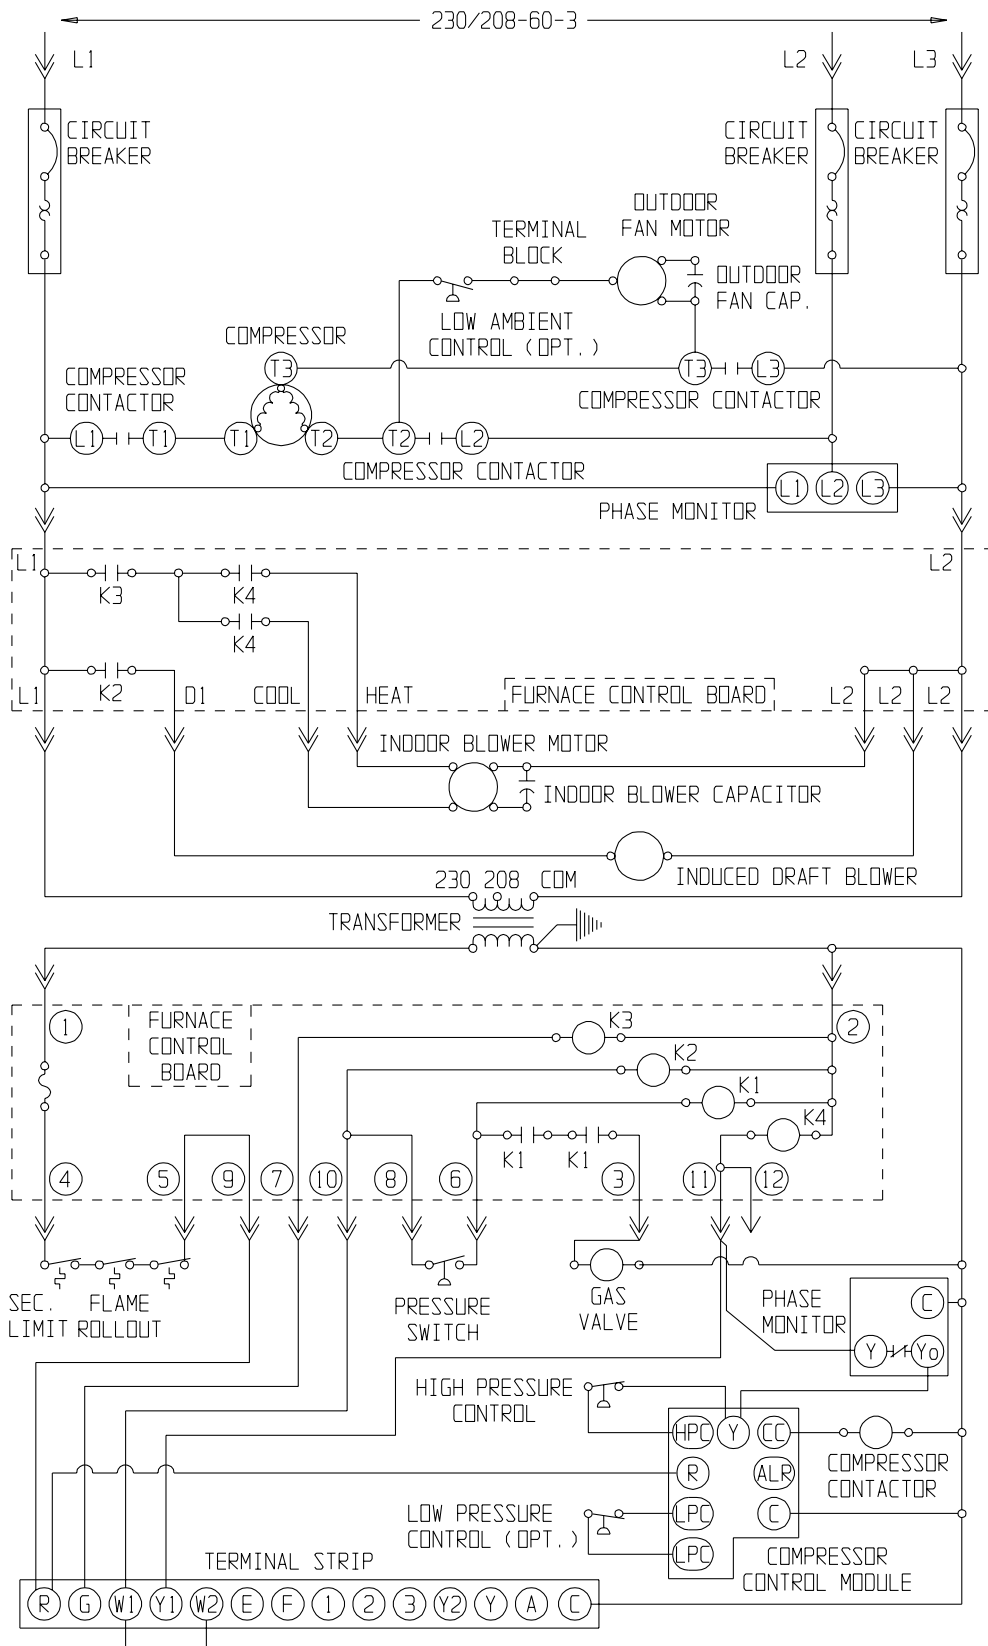 230/208-60-3
L1
L2
L3
CIRCUIT
BREAKER
CIRCUIT
BREAKER
CIRCUIT
BREAKER
OUTDOOR
FAN MOTOR
TERMINAL
BLOCK
OUTDOOR
FAN CAP.
LOW AMBIENT
CONTROL (OPT.)
COMPRESSOR
T3
T3
L3
COMPRESSOR
CONTACTOR
COMPRESSOR CONTACTOR
L1
T1
T1
T2
T2
L2
COMPRESSOR CONTACTOR
L1
L2
L3
PHASE MONITOR
L1
L2
K3
K4
K4
K2
L1
D1
COOL
HEAT
FURNACE CONTROL BOARD
L2
L2
L2
INDOOR BLOWER MOTOR
INDOOR BLOWER CAPACITOR
INDUCED DRAFT BLOWER
230 208 COM
TRANSFORMER
1
FURNACE
CONTROL
BOARD
K3
2
K2
K1
K4
K1
K1
4
5
9
7
10
8
6
3
11
12
SEC.
LIMIT
FLAME
ROLLOUT
PRESSURE
SWITCH
GAS
VALVE
PHASE
MONITOR
C
Y
Yo
HIGH PRESSURE
CONTROL
HPC
Y
CC
COMPRESSOR
CONTACTOR
R
ALR
LOW PRESSURE
CONTROL (OPT.)
LPC
C
LPC
COMPRESSOR
CONTROL MODULE
TERMINAL STRIP
R G W1 Y1 W2 E F 1 2 3 Y2 Y A C